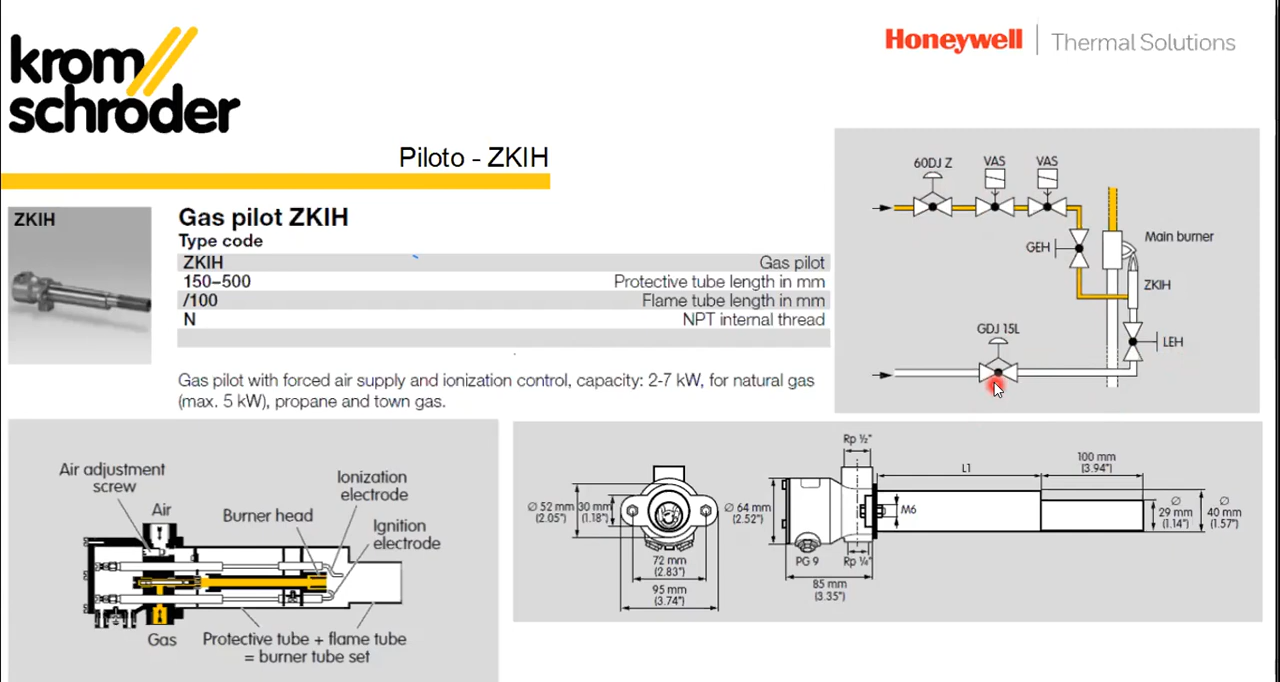 krom
schroder
Honeywell
Thermal Solutions
Piloto - ZKIH
ZKIH
Gas pilot ZKIH
Type code
ZKIH Gas pilot
150–500 Protective tube length in mm
/100 Flame tube length in mm
N NPT internal thread
Gas pilot with forced air supply and ionization control, capacity: 2-7 kW, for natural gas
(max. 5 kW), propane and town gas.
60DJ Z VAS VAS
GEH
Main burner
ZKIH
GDJ 15L
LEH
Air adjustment
screw
Air
Burner head
Ionization
electrode
Ignition
electrode
Gas
Protective tube + flame tube
= burner tube set
Ø 52 mm
(2.05")
30 mm
(1.18")
72 mm
(2.83")
95 mm
(3.74")
Ø 64 mm
(2.52")
Rp ½"
L1
100 mm
(3.94")
M6
PG 9
Rp ¼"
85 mm
(3.35")
Ø
29 mm
(1.14")
Ø
40 mm
(1.57")